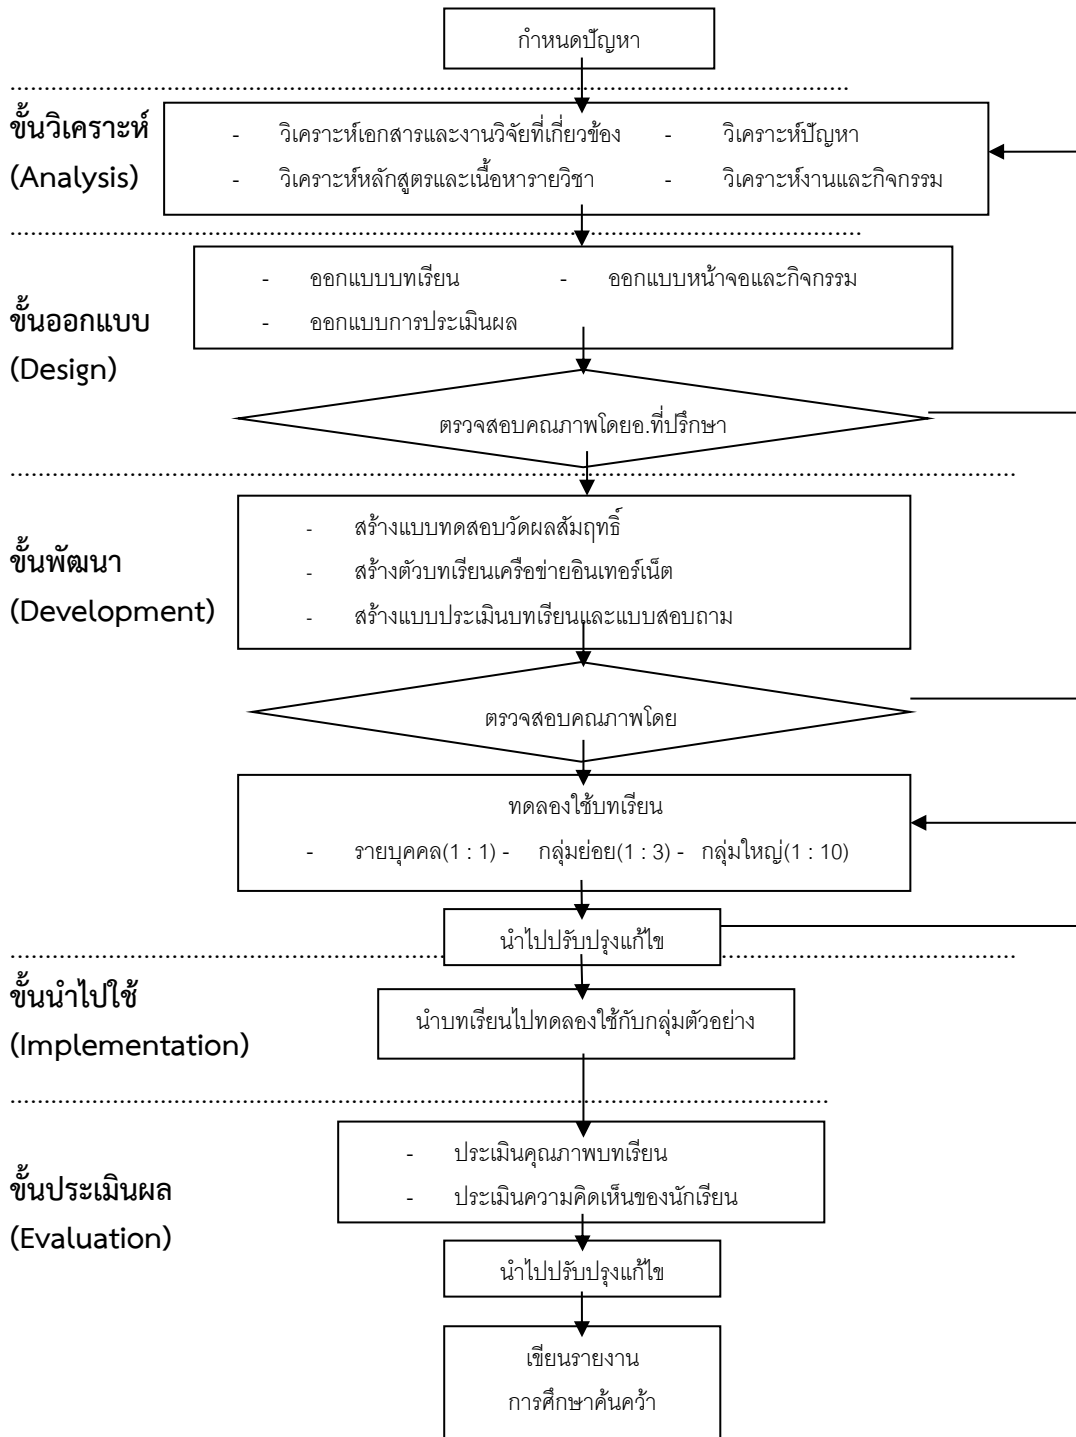 กำหนดปัญหา
ขั้นวิเคราะห์
(Analysis)
- วิเคราะห์เอกสารและงานวิจัยที่เกี่ยวข้อง - วิเคราะห์ปัญหา
- วิเคราะห์หลักสูตรและเนื้อหารายวิชา - วิเคราะห์งานและกิจกรรม
ขั้นออกแบบ
(Design)
- ออกแบบบทเรียน - ออกแบบหน้าจอและกิจกรรม
- ออกแบบการประเมินผล
ตรวจสอบคณภาพโดยอ.ที่ปรึกษา
ขั้นพัฒนา
(Development)
- สร้างแบบทดสอบวัดผลสัมฤทธิ์
- สร้างตัวบทเรียนเครือข่ายอินเทอร์เน็ต
- สร้างแบบประเมินบทเรียนและแบบสอบถาม
ตรวจสอบคุณภาพโดย
ทดลองใช้บทเรียน
- รายบุคคล(1 : 1) - กลุ่มย่อย(1 : 3) - กลุ่มใหญ่(1 : 10)
นำไปปรับปรุงแก้ไข
ขั้นนำไปใช้
(Implementation)
นำบทเรียนไปทดลองใช้กับกลุ่มตัวอย่าง
ขั้นประเมินผล
(Evaluation)
- ประเมินคุณภาพบทเรียน
- ประเมินความคิดเห็นของนักเรียน
นำไปปรับปรุงแก้ไข
เขียนรายงาน
การศึกษาค้นคว้า